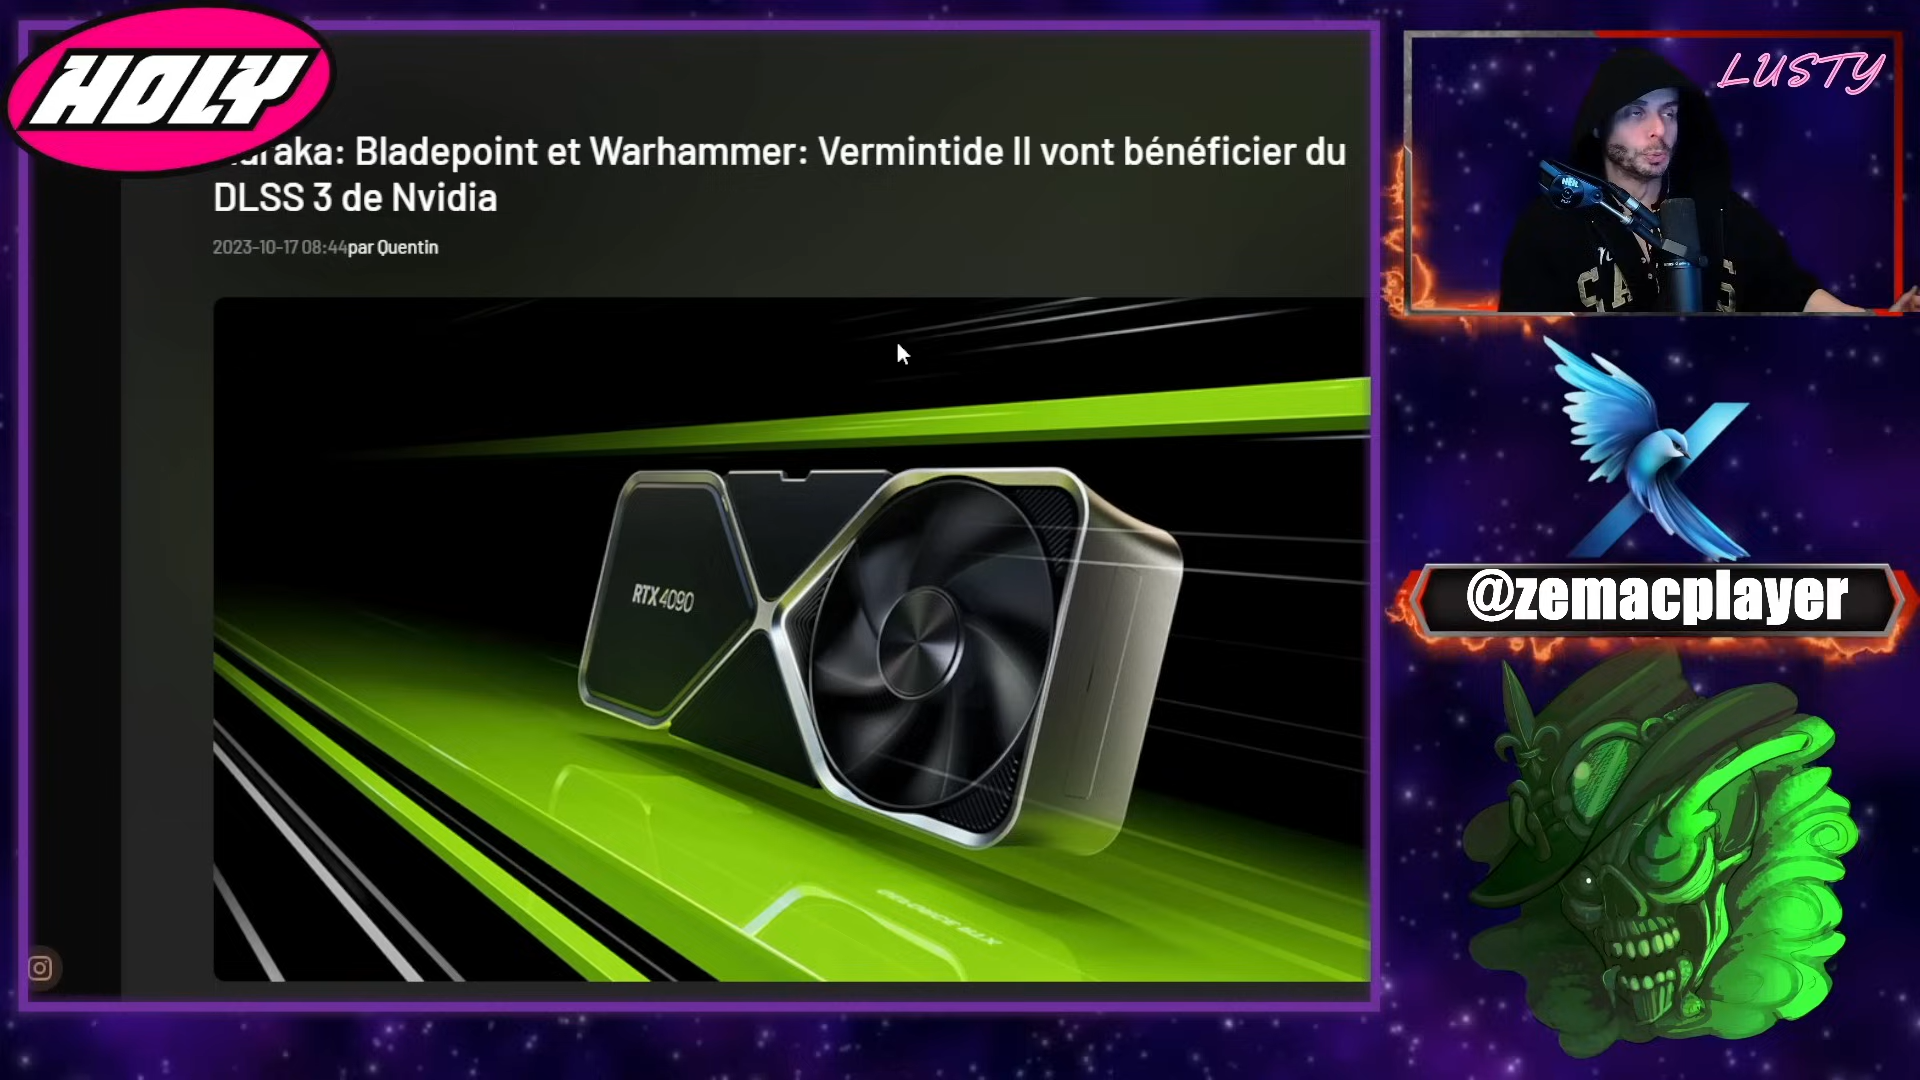 HOLY
raka: Bladepoint et Warhammer: Vermintide II vont bénéficier du
DLSS 3 de Nvidia
2023-10-17 08:44par Quentin
RTX 4090
LUSTY
@zemacplayer